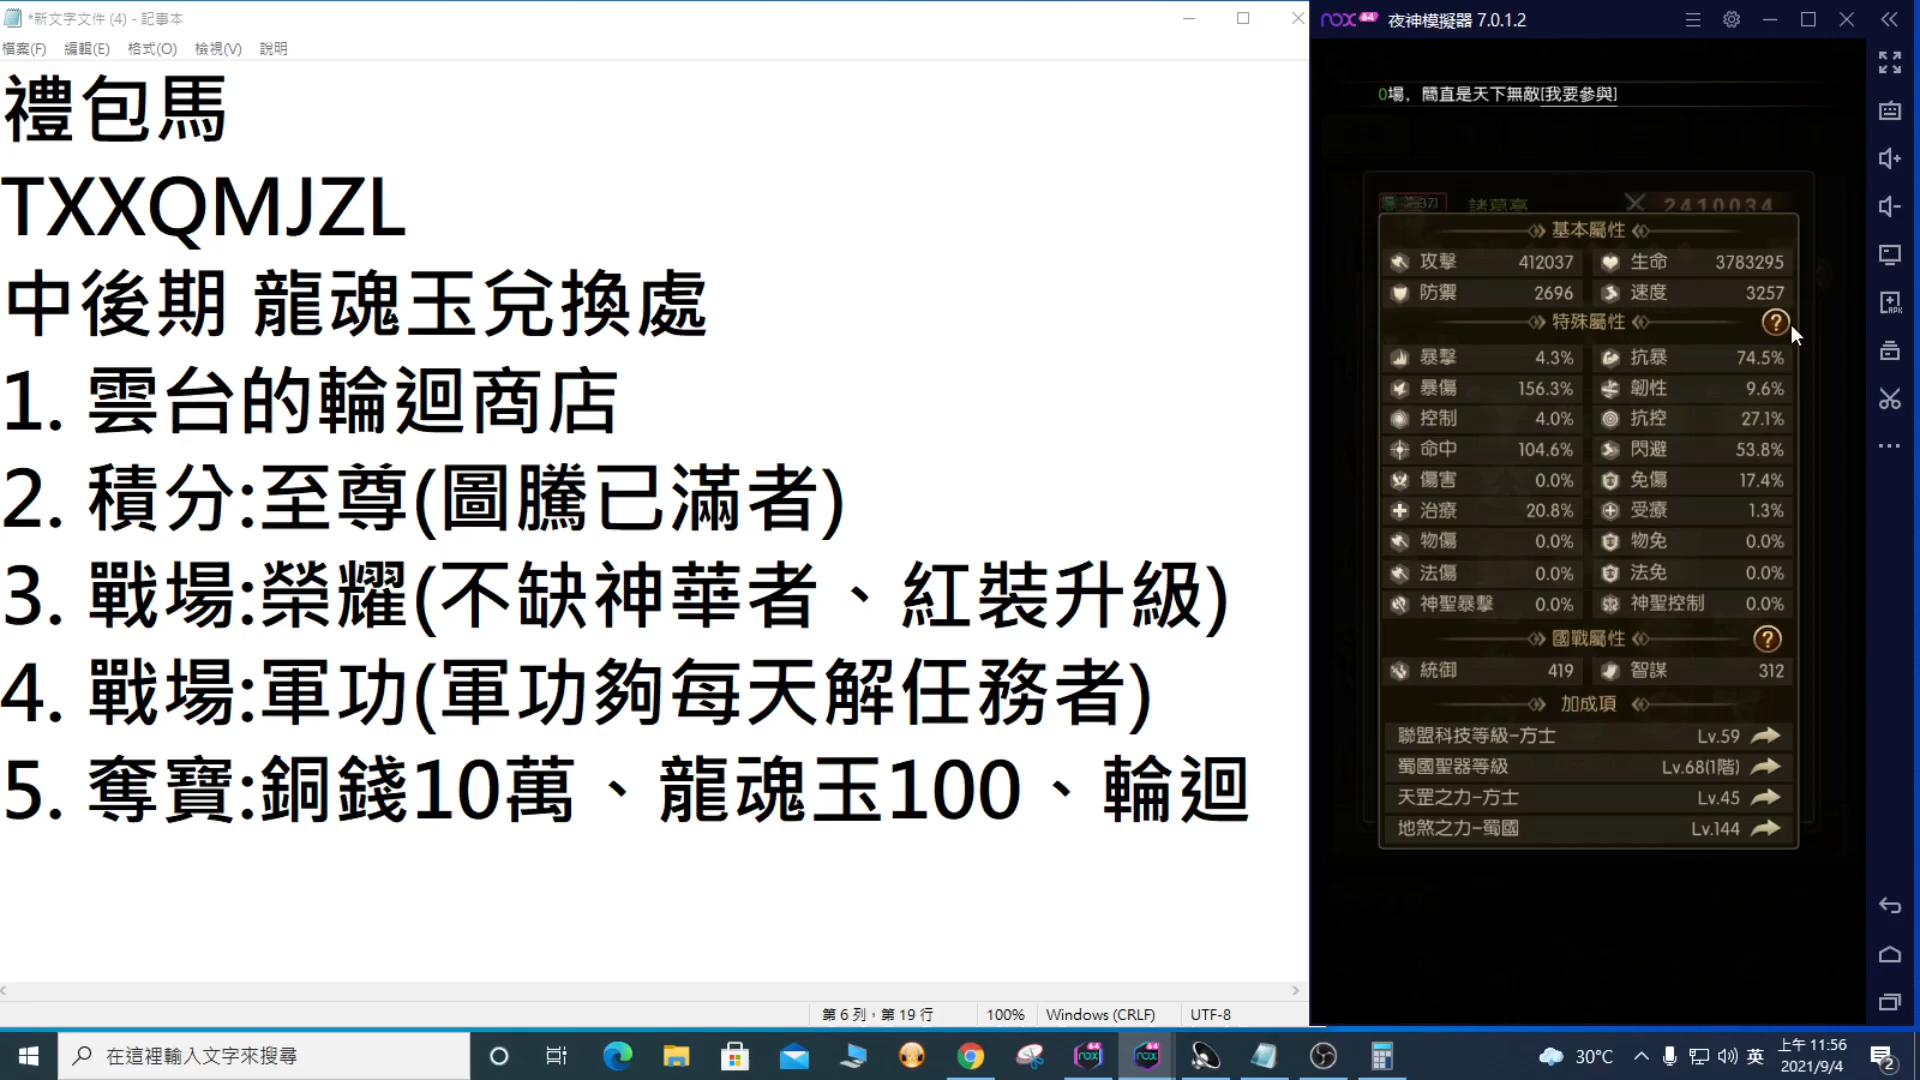 *新文字文件 (4) - 記事本
檔案(F) 編輯(E) 格式(O) 檢視(V) 說明
禮包馬
TXXQMJZL
中後期 龍魂玉兌換處
1. 雲台的輪迴商店
2. 積分:至尊(圖騰已滿者)
3. 戰場:榮耀(不缺神華者、紅裝升級)
4. 戰場:軍功(軍功夠每天解任務者)
5. 奪寶:銅錢10萬、龍魂玉100、輪迴
第 6 列，第 19 行 100% Windows (CRLF) UTF-8
nox 64 夜神模擬器 7.0.1.2
0場，簡直是天下無敵[我要參與]
2410034
基本屬性
攻擊 412037 生命 3783295
防禦 2696 速度 3257
特殊屬性 ?
暴擊 4.3% 抗暴 74.5%
暴傷 156.3% 韌性 9.6%
控制 4.0% 抗控 27.1%
命中 104.6% 閃避 53.8%
傷害 0.0% 免傷 17.4%
治療 20.8% 受療 1.3%
物傷 0.0% 物免 0.0%
法傷 0.0% 法免 0.0%
神聖暴擊 0.0% 神聖控制 0.0%
國戰屬性 ?
統御 419 智謀 312
加成項
聯盟科技等級-方士 Lv.59
蜀國聖器等級 Lv.68(1階)
天罡之力-方士 Lv.45
地煞之力-蜀國 Lv.144
在這裡輸入文字來搜尋
30°C 英 上午 11:56
2021/9/4
2